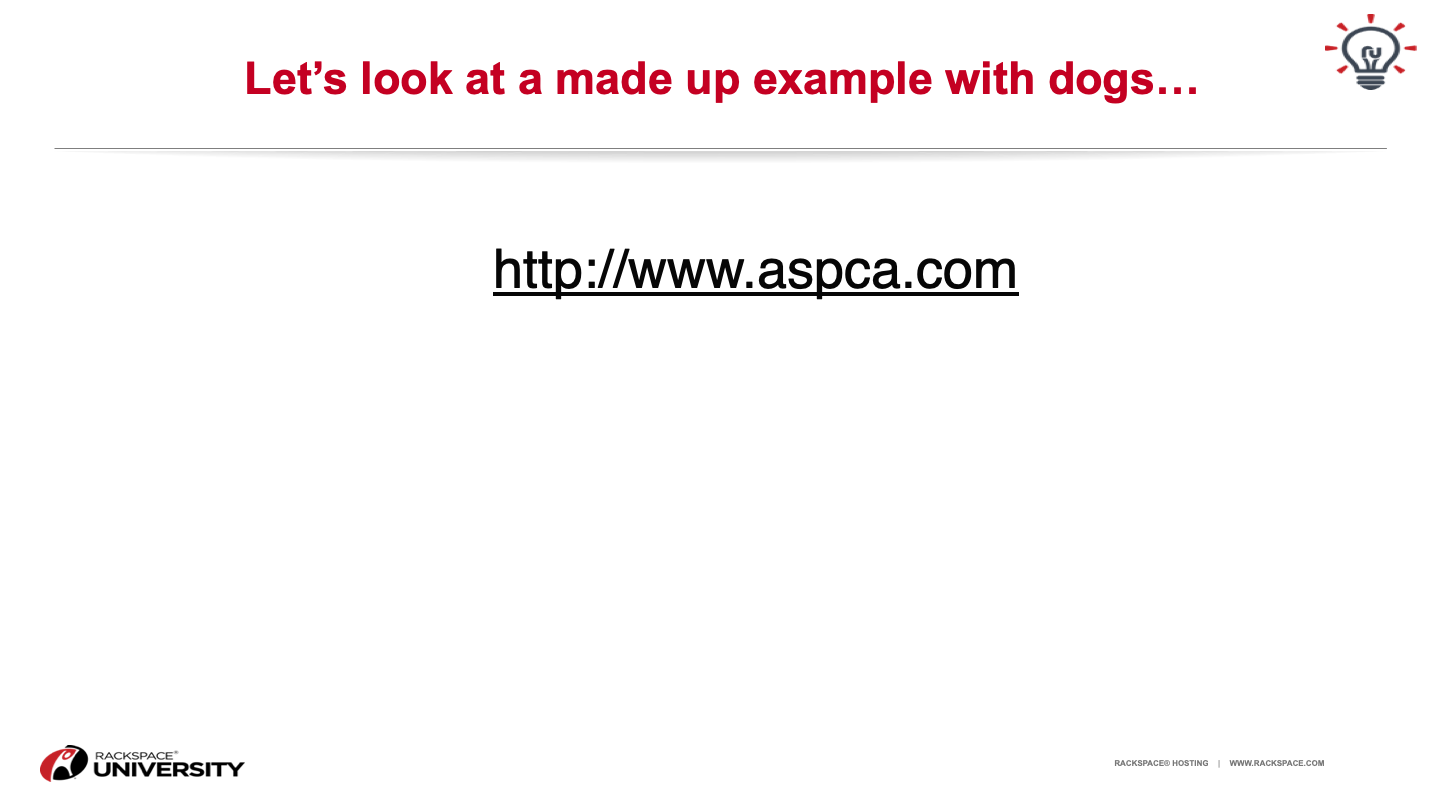 Let’s look at a made up example with dogs…
http://www.aspca.com
RACKSPACE®
UNIVERSITY
RACKSPACE® HOSTING | WWW.RACKSPACE.COM